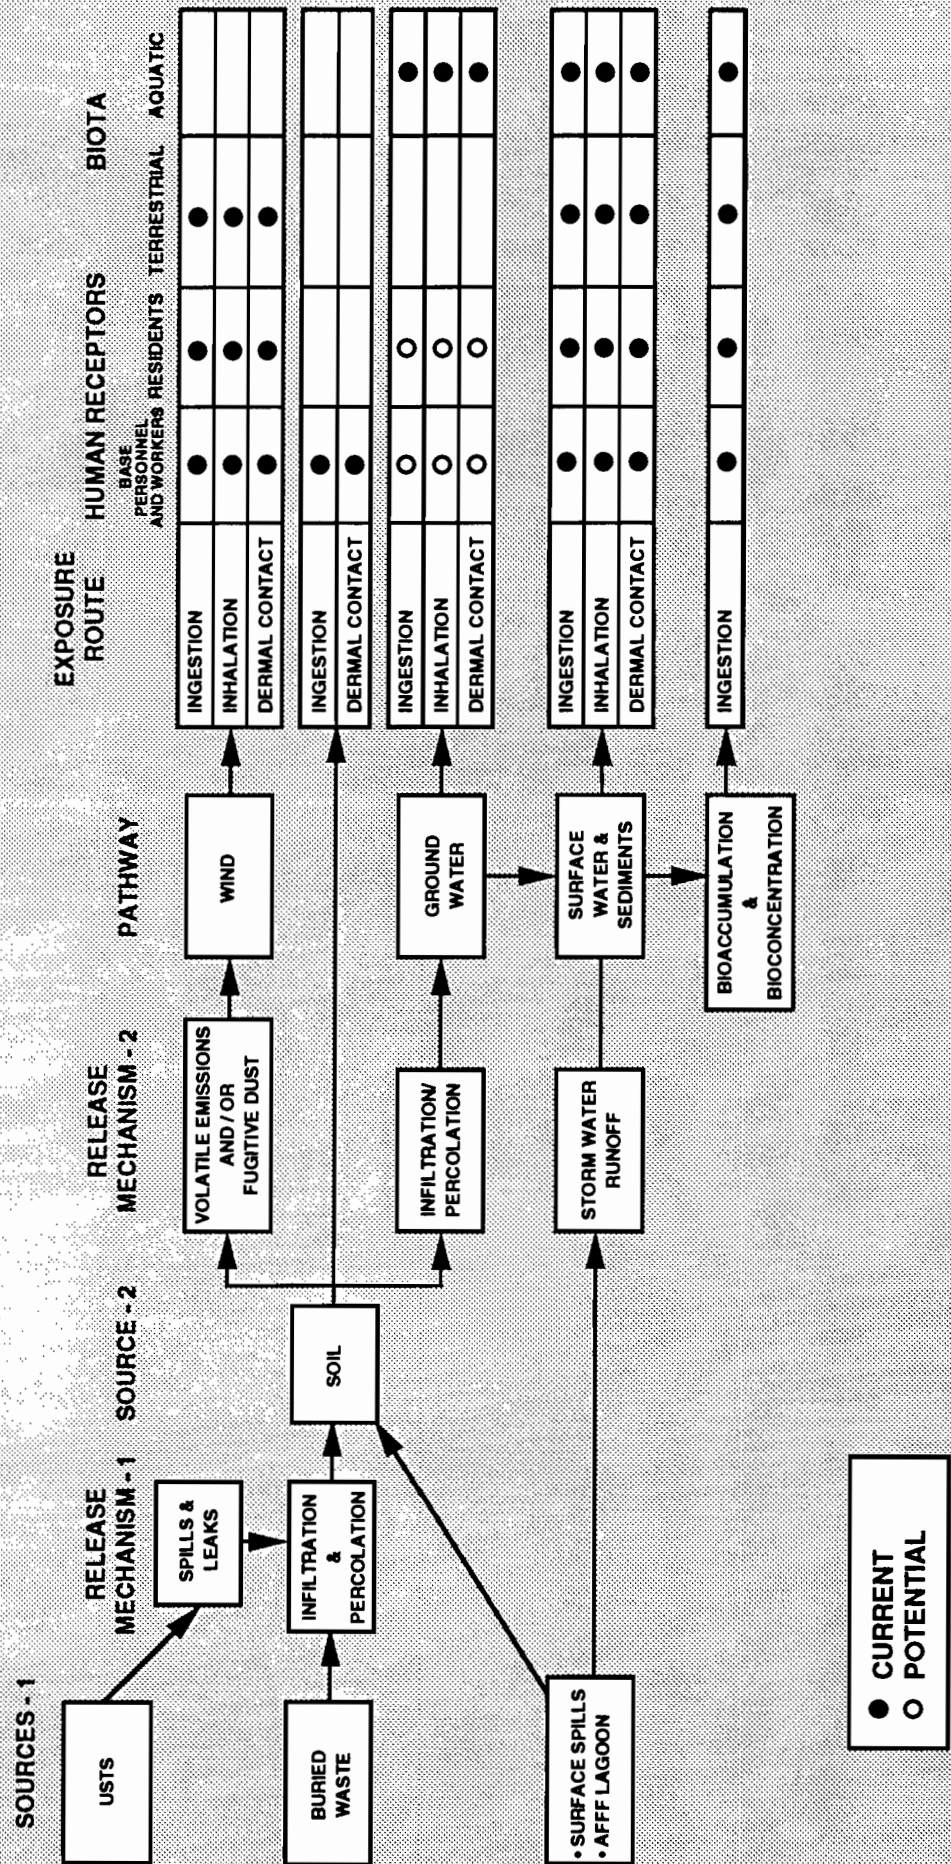 SOURCES - 1
RELEASE
MECHANISM - 1
SOURCE - 2
RELEASE
MECHANISM - 2
PATHWAY
EXPOSURE
ROUTE
HUMAN RECEPTORS
BASE
PERSONNEL
AND WORKERS
RESIDENTS
BIOTA
TERRESTRIAL
AQUATIC
USTS
SPILLS &
LEAKS
BURIED
WASTE
INFILTRATION
&
PERCOLATION
• SURFACE SPILLS
• AFFF LAGOON
SOIL
VOLATILE EMISSIONS
AND / OR
FUGITIVE DUST
INFILTRATION/
PERCOLATION
STORM WATER
RUNOFF
WIND
GROUND
WATER
SURFACE
WATER &
SEDIMENTS
BIOACCUMULATION
&
BIOCONCENTRATION
INGESTION
INHALATION
DERMAL CONTACT
INGESTION
DERMAL CONTACT
INGESTION
INHALATION
DERMAL CONTACT
INGESTION
INHALATION
DERMAL CONTACT
INGESTION
● CURRENT
○ POTENTIAL